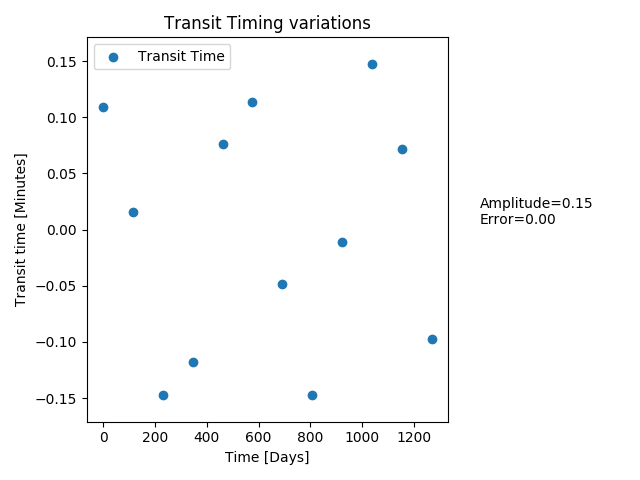 Transit Timing variations
Transit Time
0.15
0.10
0.05
0.00
−0.05
−0.10
−0.15
Transit time [Minutes]
Amplitude=0.15
Error=0.00
0 200 400 600 800 1000 1200
Time [Days]